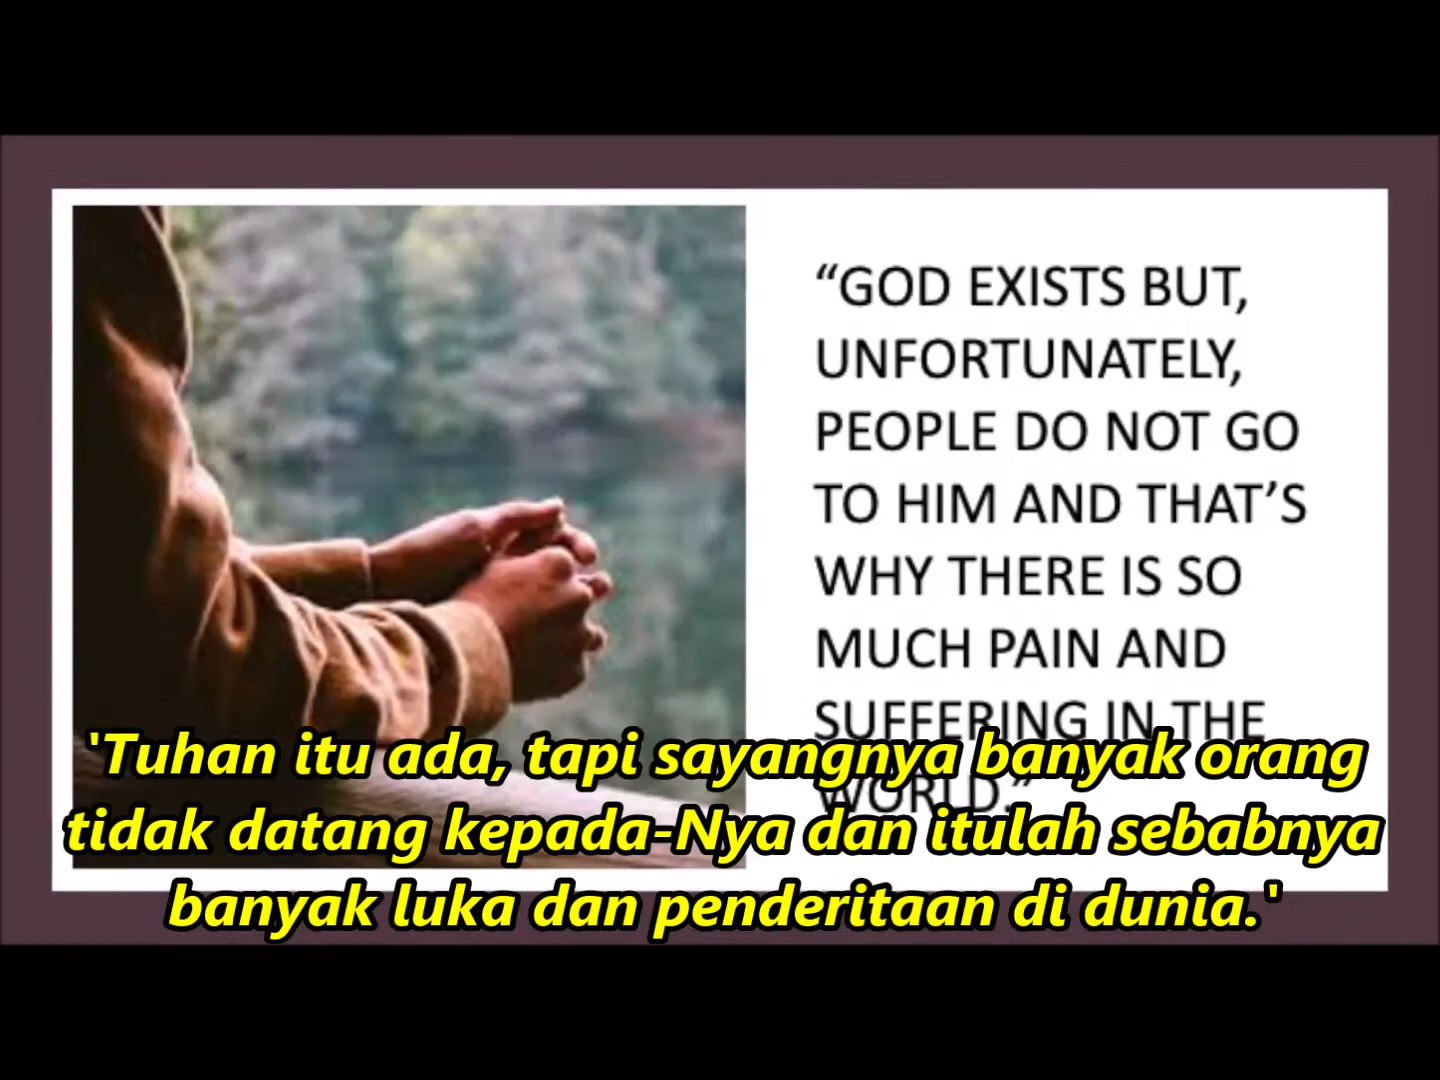 “GOD EXISTS BUT,
UNFORTUNATELY,
PEOPLE DO NOT GO
TO HIM AND THAT’S
WHY THERE IS SO
MUCH PAIN AND
SUFFERING IN THE
WORLD.”
'Tuhan itu ada, tapi sayangnya banyak orang
tidak datang kepada-Nya dan itulah sebabnya
banyak luka dan penderitaan di dunia.'